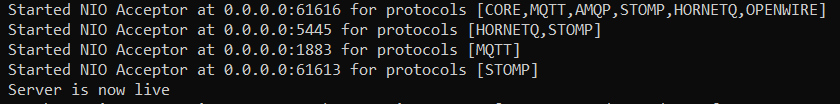 Started NIO Acceptor at 0.0.0.0:61616 for protocols [CORE,MQTT,AMQP,STOMP,HORNETQ,OPENWIRE]
Started NIO Acceptor at 0.0.0.0:5445 for protocols [HORNETQ,STOMP]
Started NIO Acceptor at 0.0.0.0:1883 for protocols [MQTT]
Started NIO Acceptor at 0.0.0.0:61613 for protocols [STOMP]
Server is now live